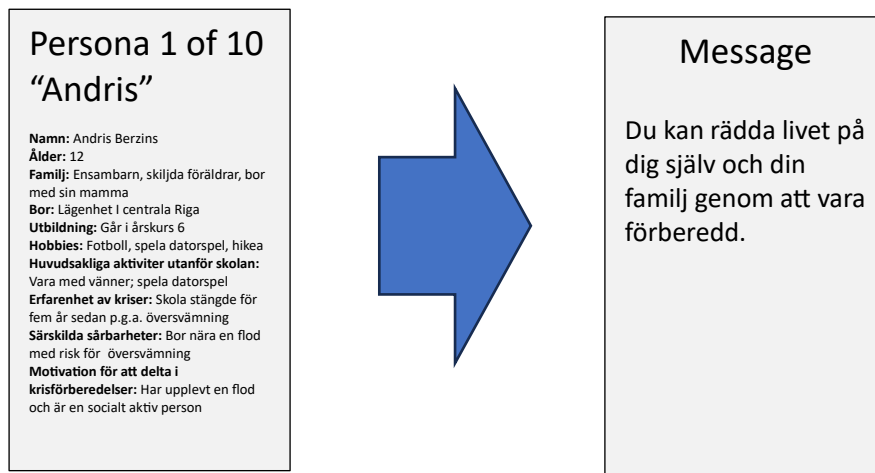 Persona 1 of 10
“Andris”
Namn: Andris Berzins
Ålder: 12
Familj: Ensambarn, skiljda föräldrar, bor
med sin mamma
Bor: Lägenhet I centrala Riga
Utbildning: Går i årskurs 6
Hobbies: Fotboll, spela datorspel, hikea
Huvudsakliga aktiviter utanför skolan:
Vara med vänner; spela datorspel
Erfarenhet av kriser: Skola stängde för
fem år sedan p.g.a. översvämning
Särskilda sårbarheter: Bor nära en flod
med risk för översvämning
Motivation för att delta i
krisförberedelser: Har upplevt en flod
och är en socialt aktiv person
Message
Du kan rädda livet på
dig själv och din
familj genom att vara
förberedd.